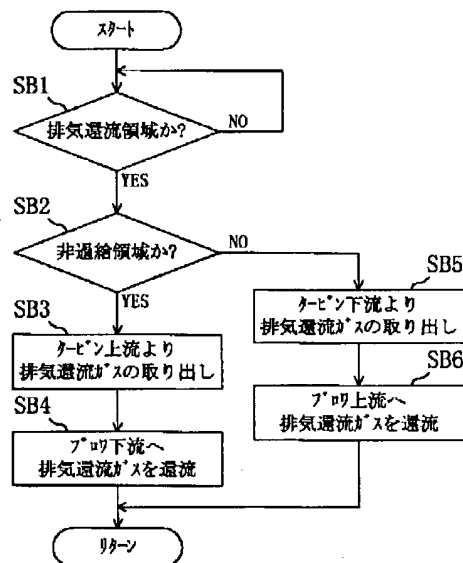 スタート
SB1
排気還流領域か?
NO
YES
SB2
非過給領域か?
NO
YES
SB3
タービン上流より
排気還流ガスの取り出し
SB4
ブロワ下流へ
排気還流ガスを還流
SB5
タービン下流より
排気還流ガスの取り出し
SB6
ブロワ上流へ
排気還流ガスを還流
リターン